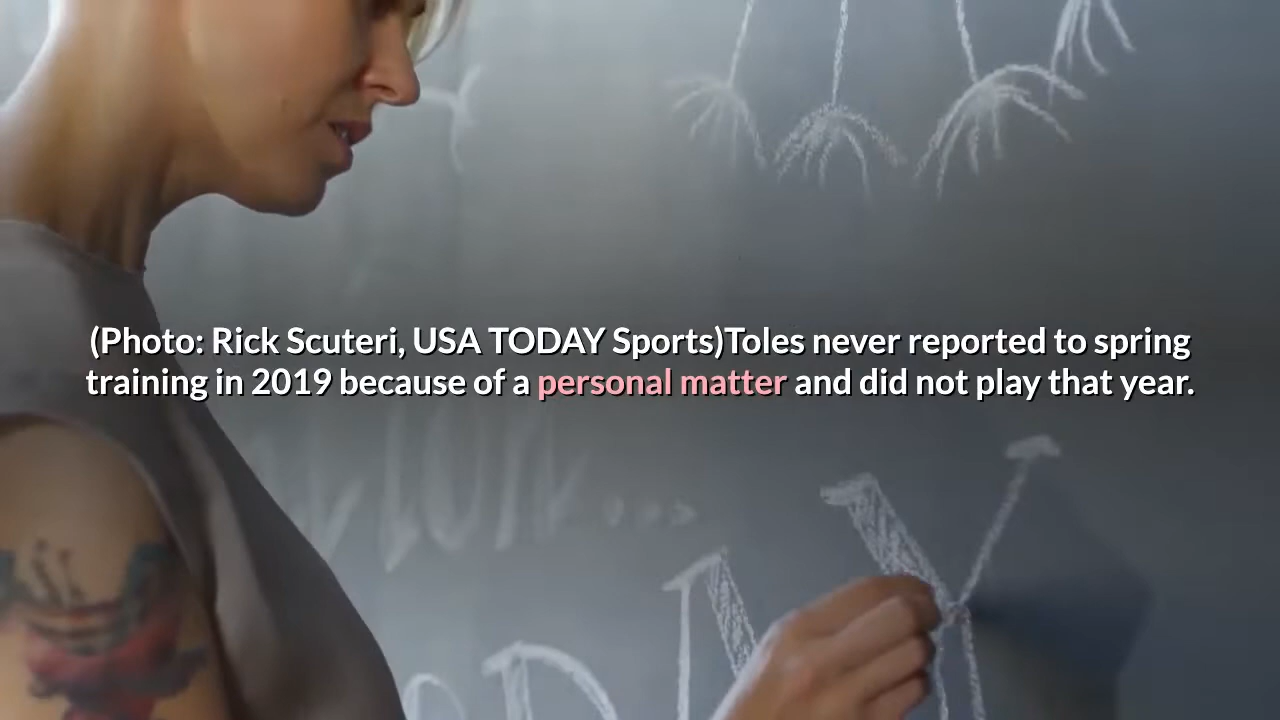 (Photo: Rick Scuteri, USA TODAY Sports)Toles never reported to spring
training in 2019 because of a personal matter and did not play that year.